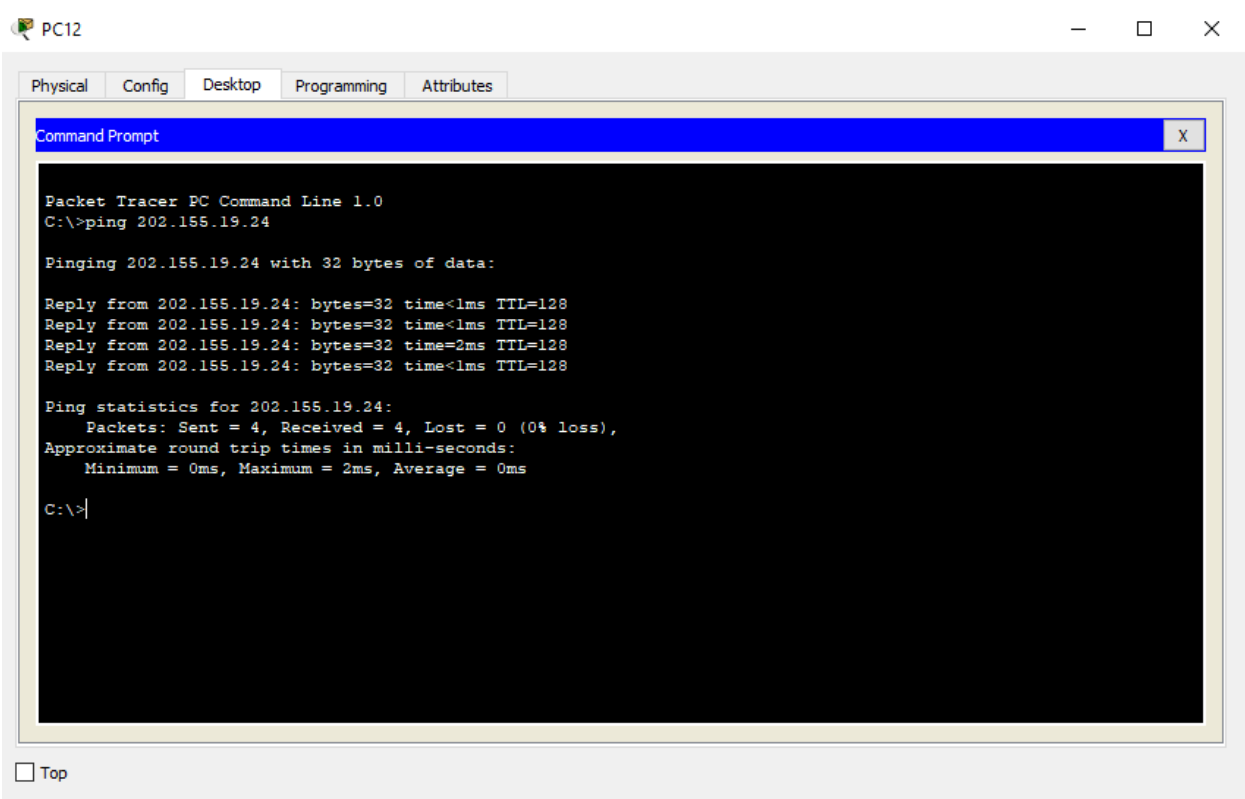 PC12
Physical Config Desktop Programming Attributes
Command Prompt
X
Packet Tracer PC Command Line 1.0
C:\>ping 202.155.19.24
Pinging 202.155.19.24 with 32 bytes of data:
Reply from 202.155.19.24: bytes=32 time<1ms TTL=128
Reply from 202.155.19.24: bytes=32 time<1ms TTL=128
Reply from 202.155.19.24: bytes=32 time=2ms TTL=128
Reply from 202.155.19.24: bytes=32 time<1ms TTL=128
Ping statistics for 202.155.19.24:
    Packets: Sent = 4, Received = 4, Lost = 0 (0% loss),
Approximate round trip times in milli-seconds:
    Minimum = 0ms, Maximum = 2ms, Average = 0ms
C:\>
Top